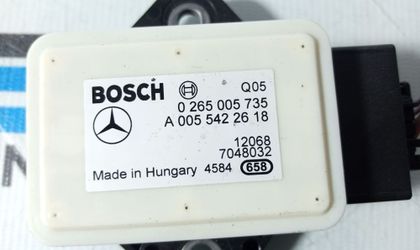 BOSCH Q05
0 265 005 735
A 005 542 26 18
12068
7048032
Made in Hungary 4584 658
N